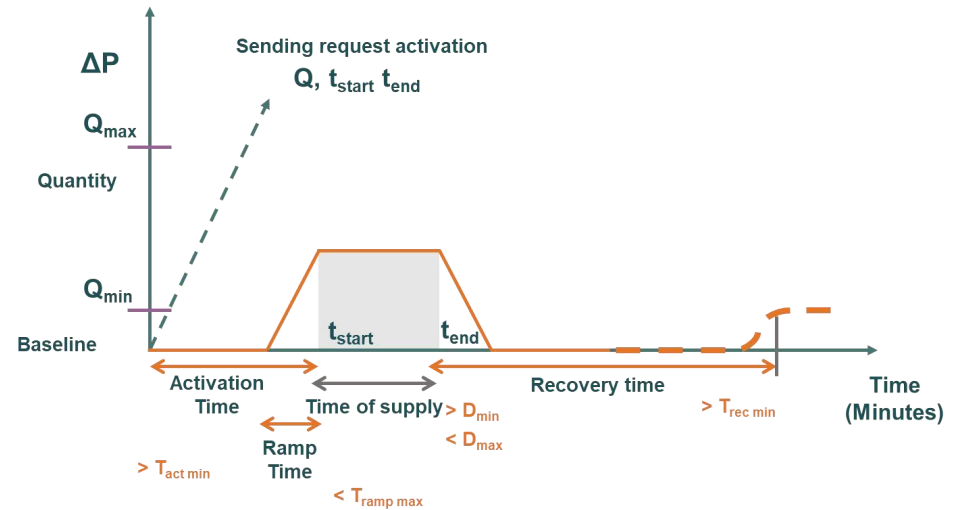 Sending request activation
ΔP
Q, tstart tend
Qmax
Quantity
Qmin
Baseline
tstart
tend
Activation
Time
Time of supply
> Dmin
< Dmax
Recovery time
> Trec min
Time
(Minutes)
Ramp
Time
> Tact min
< Tramp max